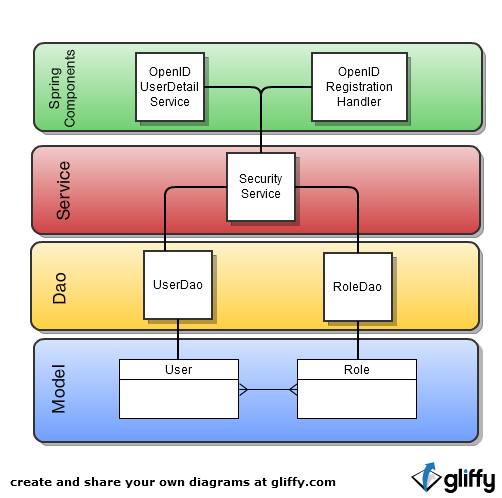 Spring
Components
OpenID
UserDetail
Service
OpenID
Registration
Handler
Service
Security
Service
Dao
UserDao
RoleDao
Model
User
Role
create and share your own diagrams at gliffy.com
gliffy